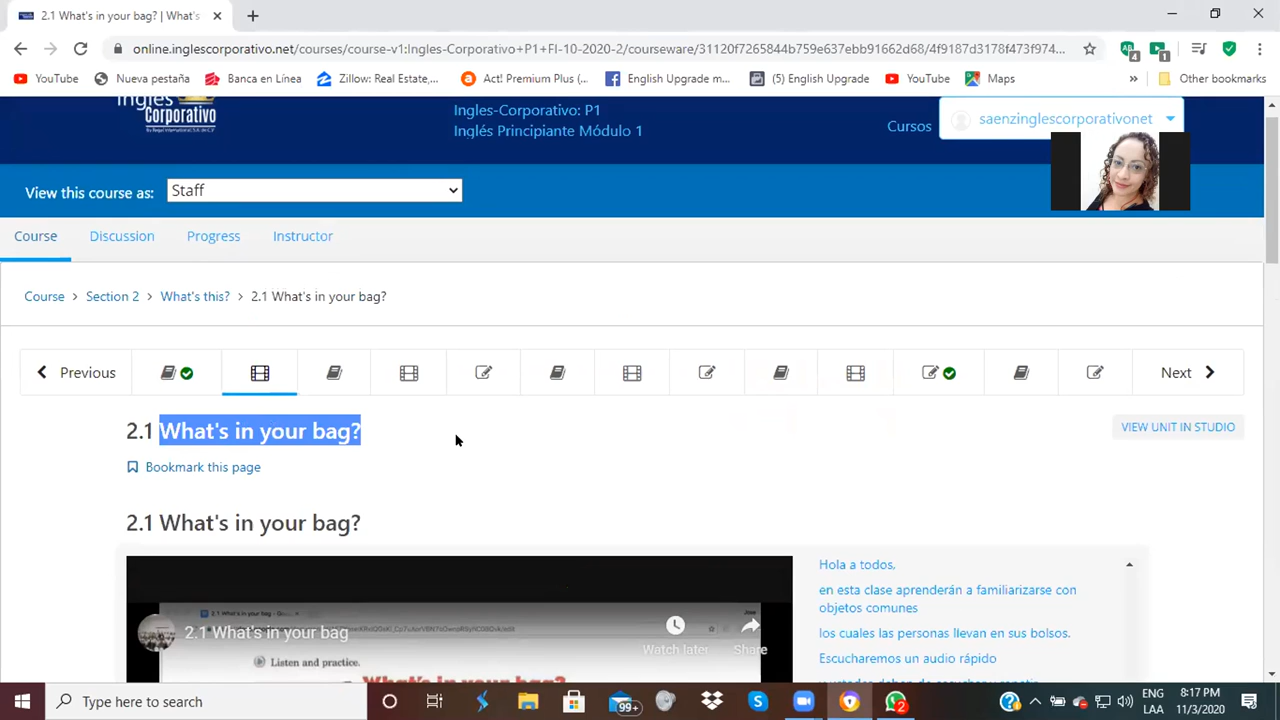 2.1 What's in your bag? | What's
online.inglescorporativo.net/courses/course-v1:Ingles-Corporativo+P1+FI-10-2020-2/courseware/31120f7265844b759e637ebb91662d68/4f9187d3178f473f974...
4
1
YouTube
Nueva pestaña
Banca en Línea
Zillow: Real Estate,...
Act! Premium Plus (...
English Upgrade m...
(5) English Upgrade
YouTube
Maps
»
Other bookmarks
Ingles
Corporativo
Ingles-Corporativo: P1
Inglés Principiante Módulo 1
Cursos
saenzinglescorporativonet
View this course as:
Staff
Course
Discussion
Progress
Instructor
Course > Section 2 > What's this? > 2.1 What's in your bag?
Previous
Next
2.1 What's in your bag?
VIEW UNIT IN STUDIO
Bookmark this page
2.1 What's in your bag?
Hola a todos,
en esta clase aprenderán a familiarizarse con
objetos comunes
los cuales las personas llevan en sus bolsos.
Escucharemos un audio rápido
2.1 What's in your bag
Watch later
Share
Listen and practice.
Type here to search
99+
2
ENG
LAA
8:17 PM
11/3/2020